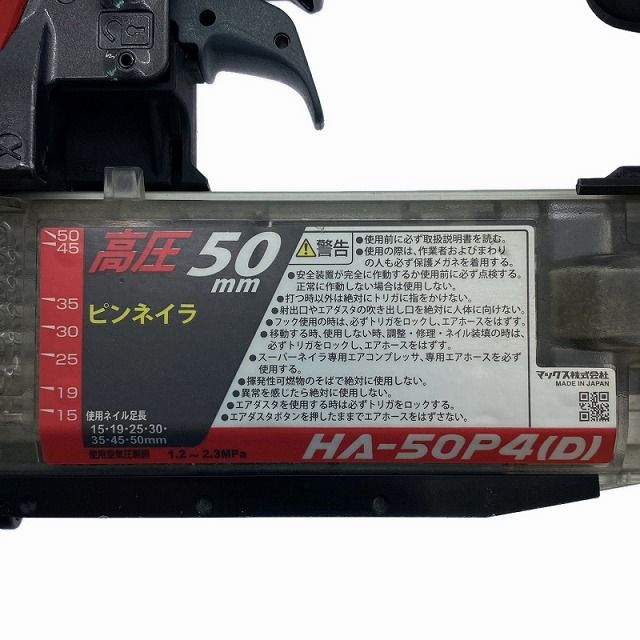 50
45
35
30
25
19
15
高圧 50
mm
ピンネイラ
使用ネイル足長
15・19・25・30・
35・45・50mm
使用空気圧範囲 1.2～2.3MPa
警告
●使用前に必ず取扱説明書を読む。
●使用の際は、作業者およびまわり
の人も必ず保護メガネを着用する。
●安全装置が完全に作動するか使用前に必ず点検する。
正常に作動しない場合は使用しない。
●打つ時以外は絶対にトリガに指をかけない。
●射出口やエアダスタの吹き出し口を絶対に人体に向けない。
●フック使用の時は、必ずトリガをロックし、エアホースをはずす。
●移動する時、使用しない時、調整・修理・ネイル装填の時は、
必ずトリガをロックし、エアホースをはずす。
●スーパーネイラ専用エアコンプレッサ、専用エアホースを必ず
使用する。
●揮発性可燃物のそばで絶対に使用しない。
●異常を感じたら絶対に使用しない。
●エアダスタを使用する時は必ずトリガをロックする。
●エアダスタボタンを押したままでエアホースをはずさない。
マックス株式会社
MADE IN JAPAN
HA-50P4(D)